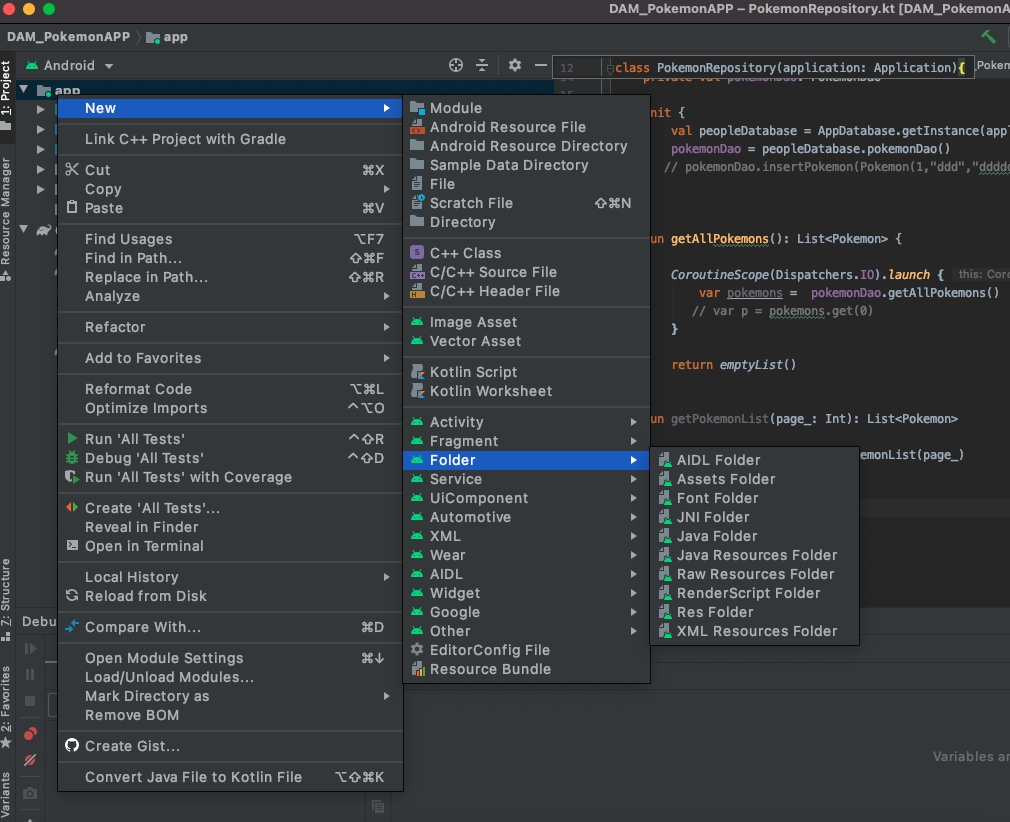 DAM_PokemonAPP – PokemonRepository.kt [DAM_PokemonA
DAM_PokemonAPP
app
Android
1: Project
Resource Manager
Z: Structure
2: Favorites
Variants
app
12 class PokemonRepository(application: Application){
_Pokem
private val pokemonDao: PokemonDao
nit {
val peopleDatabase = AppDatabase.getInstance(appl
pokemonDao = peopleDatabase.pokemonDao()
// pokemonDao.insertPokemon(Pokemon(1,"ddd","ddddd
un getAllPokemons(): List<Pokemon> {
CoroutineScope(Dispatchers.IO).launch { this: Coro
var pokemons = pokemonDao.getAllPokemons()
// var p = pokemons.get(0)
}
return emptyList()
un getPokemonList(page_: Int): List<Pokemon>
emonList(page_)
New
Link C++ Project with Gradle
Cut ⌘X
Copy
Paste ⌘V
Find Usages ⌥F7
Find in Path... ⇧⌘F
Replace in Path... ⇧⌘R
Analyze
Refactor
Add to Favorites
Reformat Code ⌥⌘L
Optimize Imports ^⌥O
Run 'All Tests' ^⇧R
Debug 'All Tests' ^⇧D
Run 'All Tests' with Coverage
Create 'All Tests'...
Reveal in Finder
Open in Terminal
Local History
Reload from Disk
Compare With... ⌘D
Open Module Settings ⌘↓
Load/Unload Modules...
Mark Directory as
Remove BOM
Create Gist...
Convert Java File to Kotlin File ⌥⇧⌘K
Module
Android Resource File
Android Resource Directory
Sample Data Directory
File
Scratch File ⇧⌘N
Directory
C++ Class
C/C++ Source File
C/C++ Header File
Image Asset
Vector Asset
Kotlin Script
Kotlin Worksheet
Activity
Fragment
Folder
Service
UiComponent
Automotive
XML
Wear
AIDL
Widget
Google
Other
EditorConfig File
Resource Bundle
AIDL Folder
Assets Folder
Font Folder
JNI Folder
Java Folder
Java Resources Folder
Raw Resources Folder
RenderScript Folder
Res Folder
XML Resources Folder
Debu
Variables ar